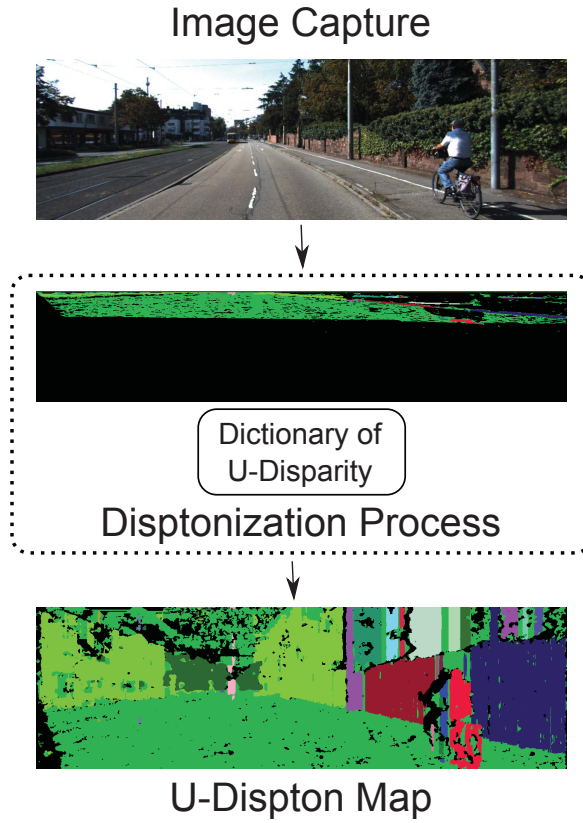 Image Capture
Dictionary of
U-Disparity
Disptonization Process
U-Dispton Map